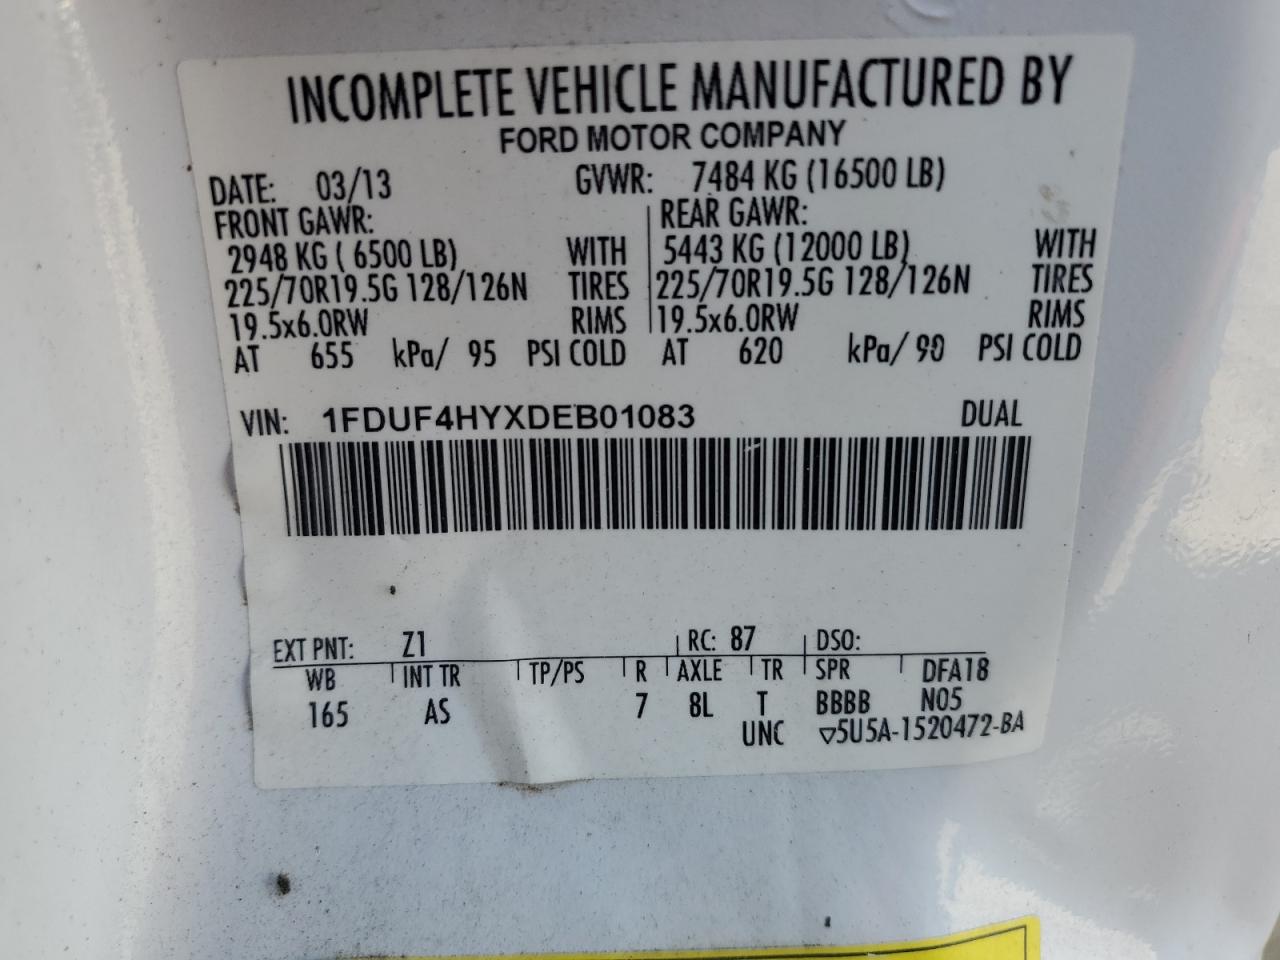 INCOMPLETE VEHICLE MANUFACTURED BY
FORD MOTOR COMPANY
DATE: 03/13 GVWR: 7484 KG (16500 LB)
FRONT GAWR: REAR GAWR:
2948 KG ( 6500 LB) WITH 5443 KG (12000 LB) WITH
225/70R19.5G 128/126N TIRES 225/70R19.5G 128/126N TIRES
19.5x6.0RW RIMS 19.5x6.0RW RIMS
AT 655 kPa/ 95 PSI COLD AT 620 kPa/ 90 PSI COLD
VIN: 1FDUF4HYXDEB01083 DUAL
EXT PNT: Z1 RC: 87 DSO:
WB INT TR TP/PS R AXLE TR SPR DFA18
165 AS 7 8L T BBBB N05
UNC ▽5U5A-1520472-BA